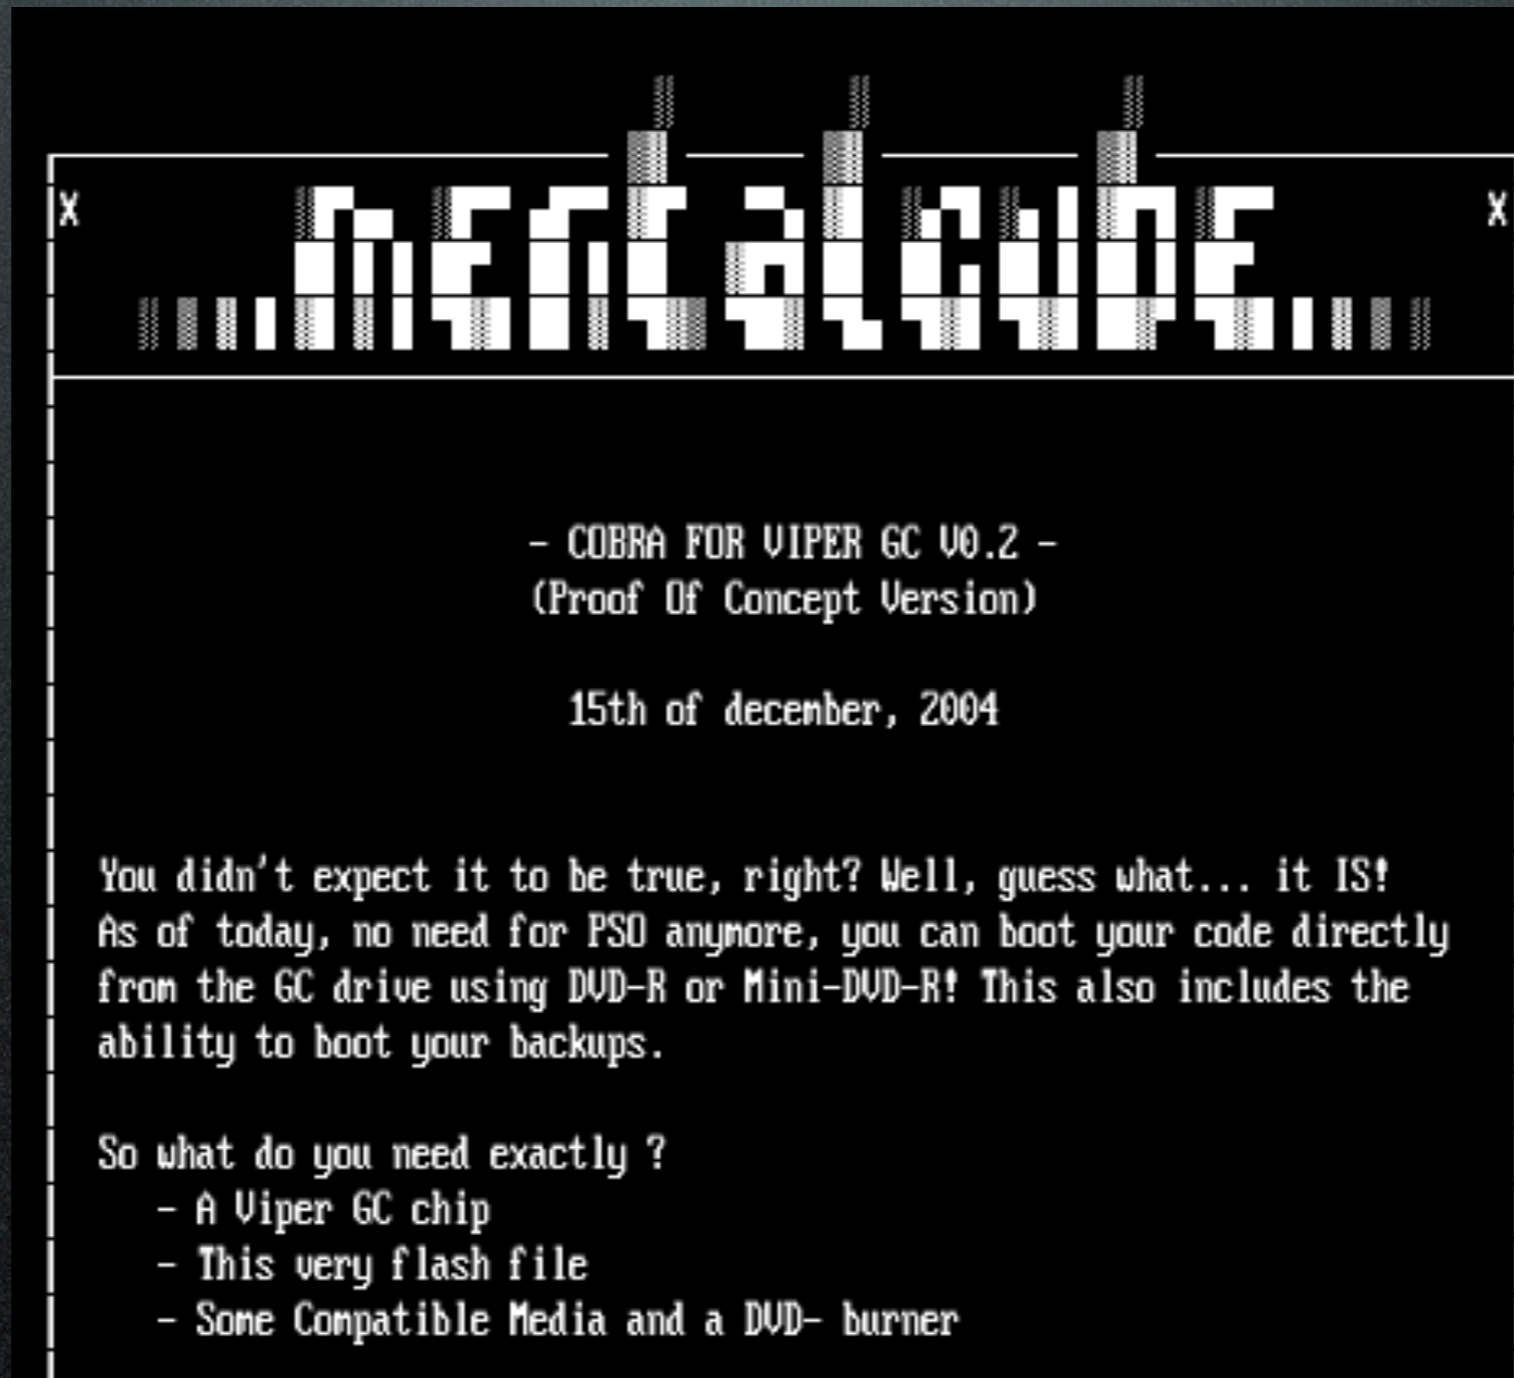 X mentalcube X
- COBRA FOR VIPER GC V0.2 -
(Proof Of Concept Version)
15th of december, 2004
You didn't expect it to be true, right? Well, guess what... it IS!
As of today, no need for PSO anymore, you can boot your code directly
from the GC drive using DVD-R or Mini-DVD-R! This also includes the
ability to boot your backups.
So what do you need exactly ?
- A Viper GC chip
- This very flash file
- Some Compatible Media and a DVD- burner